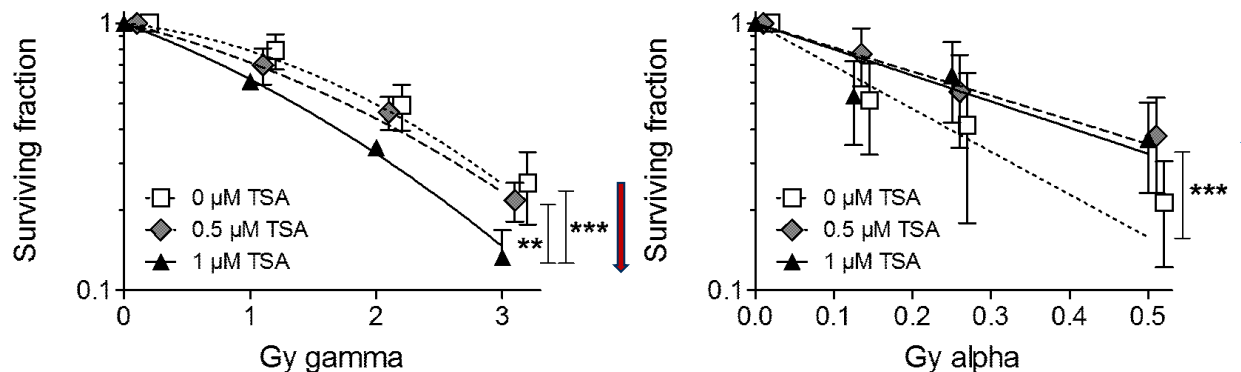 1
0.1
Surviving fraction
0 µM TSA
0.5 µM TSA
1 µM TSA
**
***
0 1 2 3
Gy gamma
1
0.1
Surviving fraction
0 µM TSA
0.5 µM TSA
1 µM TSA
***
0.0 0.1 0.2 0.3 0.4 0.5
Gy alpha